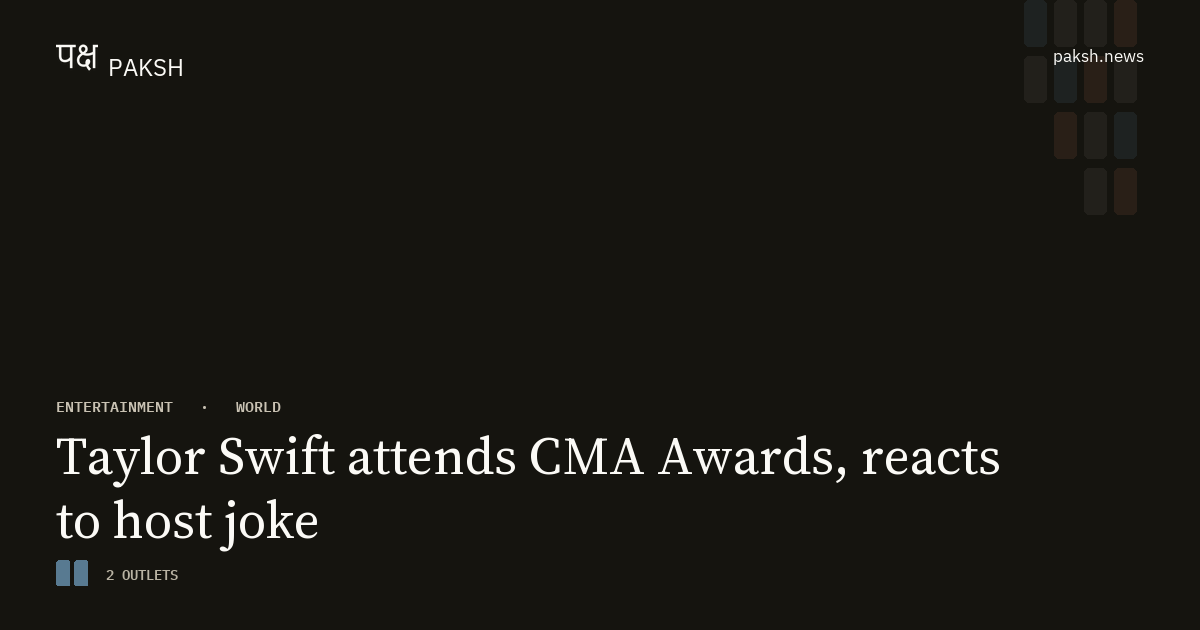 पक्ष PAKSH
paksh.news
ENTERTAINMENT · WORLD
Taylor Swift attends CMA Awards, reacts
to host joke
2 OUTLETS